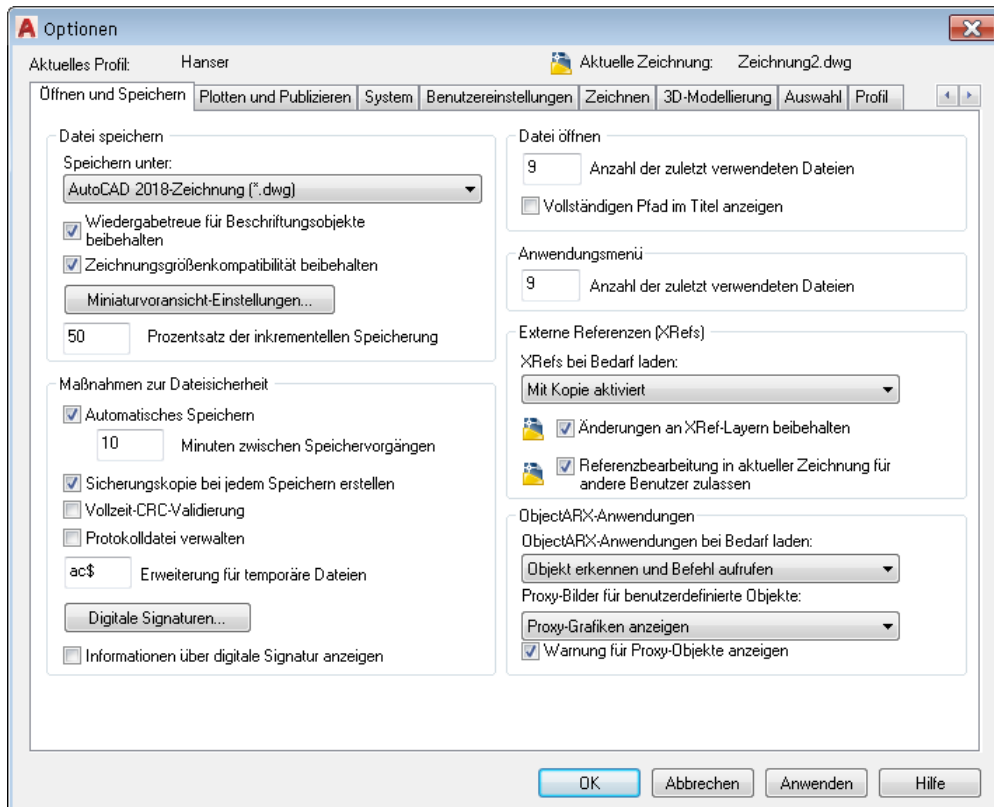 Optionen
Aktuelles Profil: Hanser Aktuelle Zeichnung: Zeichnung2.dwg
Öffnen und Speichern Plotten und Publizieren System Benutzereinstellungen Zeichnen 3D-Modellierung Auswahl Profil
Datei speichern
Speichern unter:
AutoCAD 2018-Zeichnung (*.dwg)
Wiedergabetreue für Beschriftungsobjekte
beibehalten
Zeichnungsgrößenkompatibilität beibehalten
Miniaturvoransicht-Einstellungen...
50 Prozentsatz der inkrementellen Speicherung
Maßnahmen zur Dateisicherheit
Automatisches Speichern
10 Minuten zwischen Speichervorgängen
Sicherungskopie bei jedem Speichern erstellen
Vollzeit-CRC-Validierung
Protokolldatei verwalten
ac$ Erweiterung für temporäre Dateien
Digitale Signaturen...
Informationen über digitale Signatur anzeigen
Datei öffnen
9 Anzahl der zuletzt verwendeten Dateien
Vollständigen Pfad im Titel anzeigen
Anwendungsmenü
9 Anzahl der zuletzt verwendeten Dateien
Externe Referenzen (XRefs)
XRefs bei Bedarf laden:
Mit Kopie aktiviert
Änderungen an XRef-Layern beibehalten
Referenzbearbeitung in aktueller Zeichnung für
andere Benutzer zulassen
ObjectARX-Anwendungen
ObjectARX-Anwendungen bei Bedarf laden:
Objekt erkennen und Befehl aufrufen
Proxy-Bilder für benutzerdefinierte Objekte:
Proxy-Grafiken anzeigen
Warnung für Proxy-Objekte anzeigen
OK Abbrechen Anwenden Hilfe